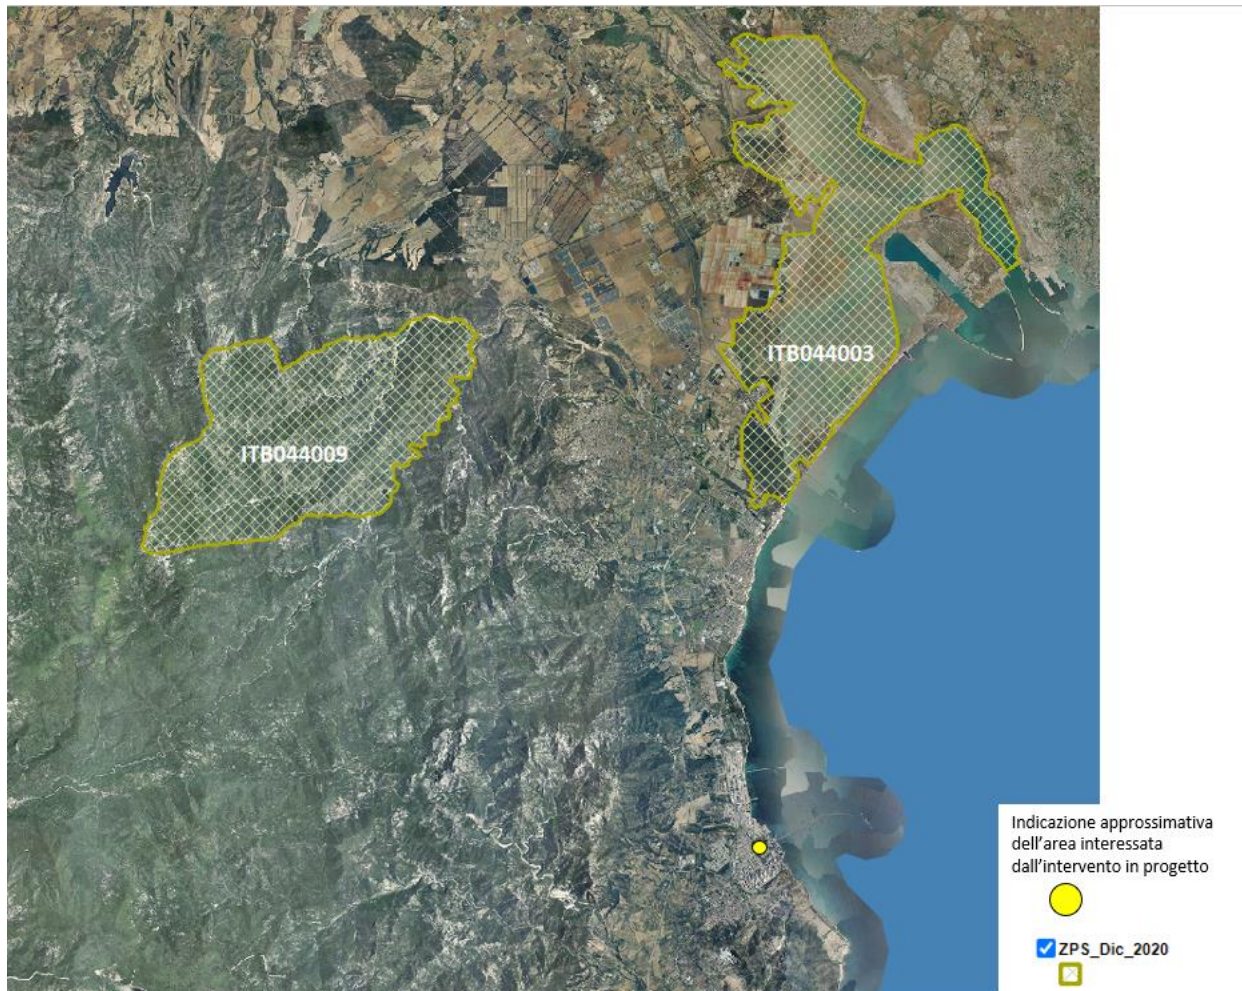 ITB044003
ITB044009
Indicazione approssimativa
dell'area interessata
dall'intervento in progetto
ZPS_Dic_2020